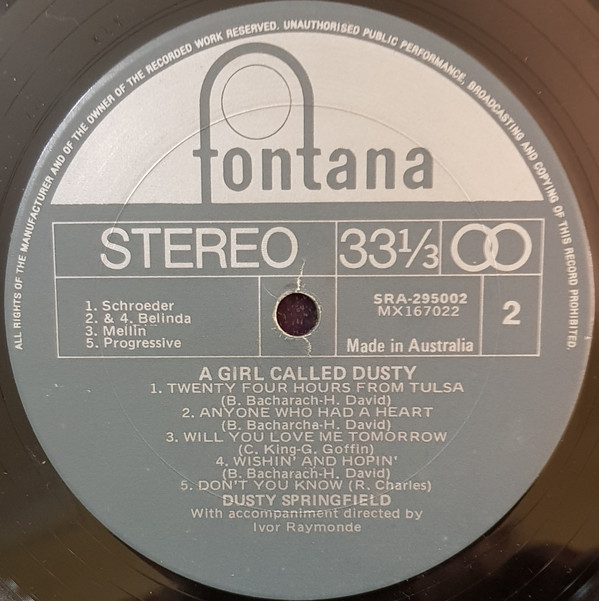 ALL RIGHTS OF THE MANUFACTURER AND OF THE OWNER OF THE RECORDED WORK RESERVED. UNAUTHORISED PUBLIC PERFORMANCE, BROADCASTING AND COPYING OF THIS RECORD PROHIBITED.
fontana
STEREO 33⅓
SRA-295002
MX167022
2
Made in Australia
1. Schroeder
2. & 4. Belinda
3. Mellin
5. Progressive
A GIRL CALLED DUSTY
1. TWENTY FOUR HOURS FROM TULSA
(B. Bacharach-H. David)
2. ANYONE WHO HAD A HEART
(B. Bacharcha-H. David)
3. WILL YOU LOVE ME TOMORROW
(C. King-G. Goffin)
4. WISHIN' AND HOPIN'
(B. Bacharach-H. David)
5. DON'T YOU KNOW (R. Charles)
DUSTY SPRINGFIELD
With accompaniment directed by
Ivor Raymonde